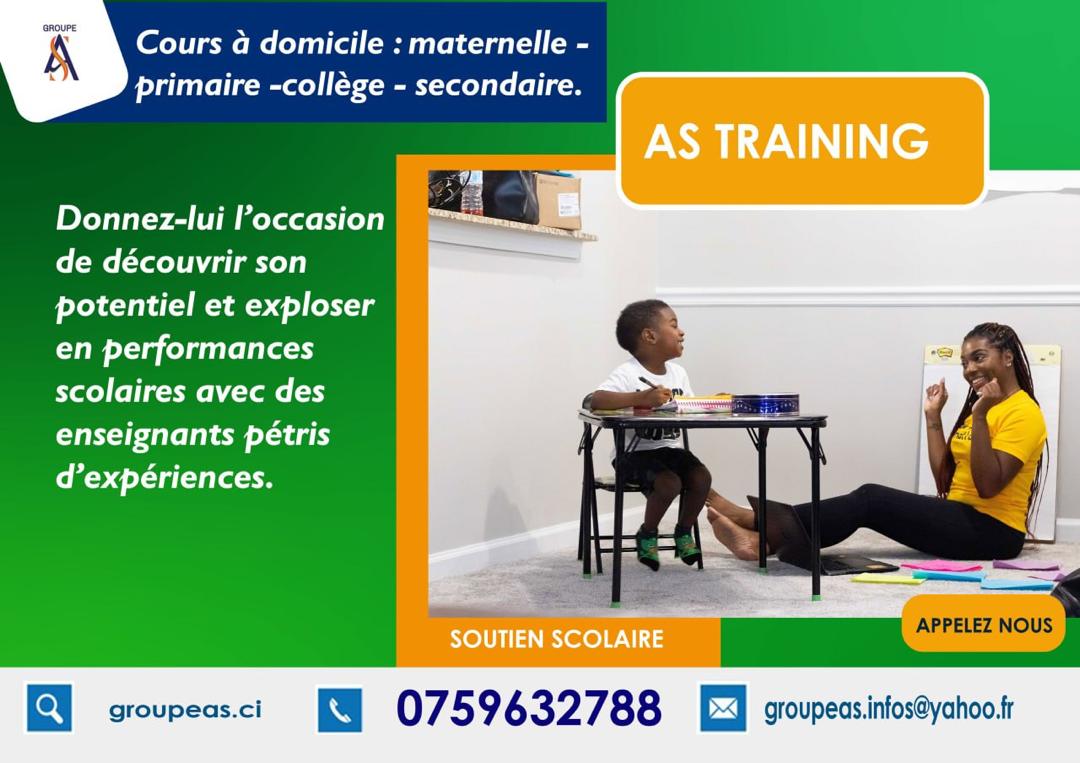 GROUPE
AS
Cours à domicile : maternelle -
primaire -collège - secondaire.
AS TRAINING
Donnez-lui l'occasion
de découvrir son
potentiel et exploser
en performances
scolaires avec des
enseignants pétris
d'expériences.
SOUTIEN SCOLAIRE
APPELEZ NOUS
groupeas.ci
0759632788
groupeas.infos@yahoo.fr